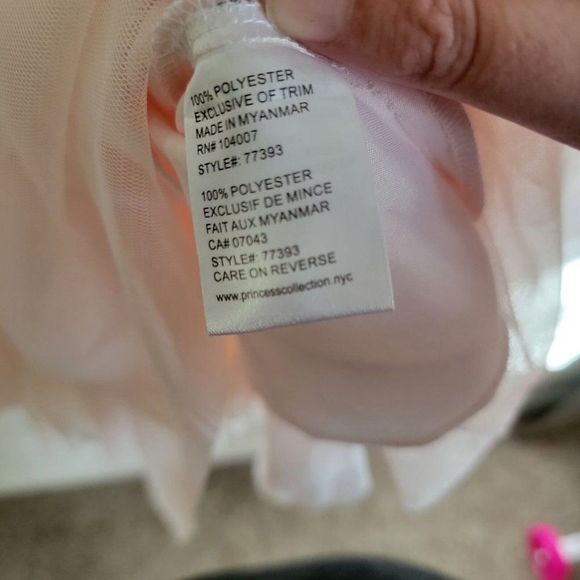 100% POLYESTER
EXCLUSIVE OF TRIM
MADE IN MYANMAR
RN# 104007
STYLE#: 77393
100% POLYESTER
EXCLUSIF DE MINCE
FAIT AUX MYANMAR
CA# 07043
STYLE#: 77393
CARE ON REVERSE
www.princesscollection.nyc